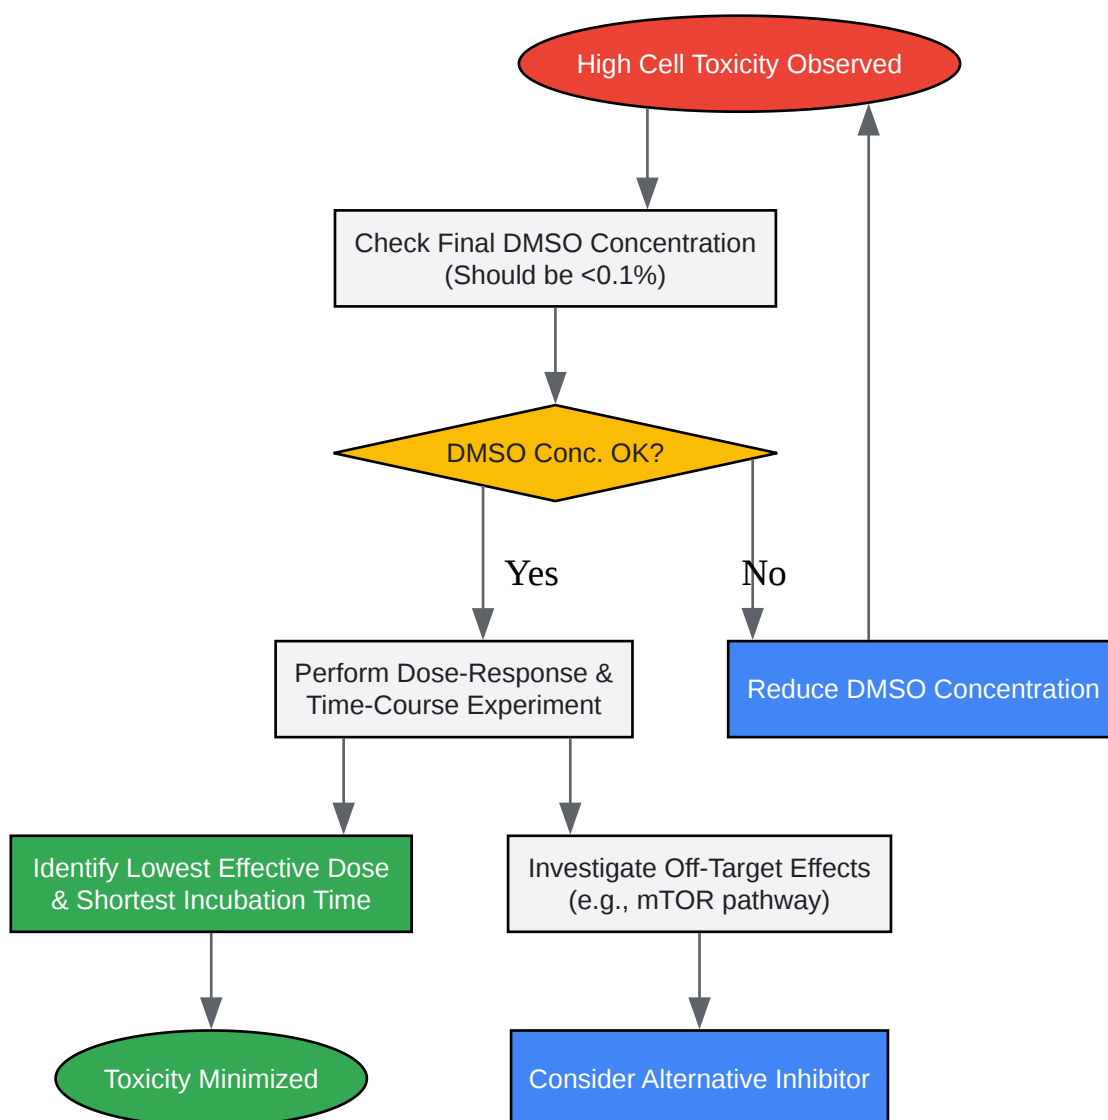 High Cell Toxicity Observed
Check Final DMSO Concentration
(Should be <0.1%)
DMSO Conc. OK?
Yes
No
Perform Dose-Response &
Time-Course Experiment
Reduce DMSO Concentration
Identify Lowest Effective Dose
& Shortest Incubation Time
Investigate Off-Target Effects
(e.g., mTOR pathway)
Toxicity Minimized
Consider Alternative Inhibitor